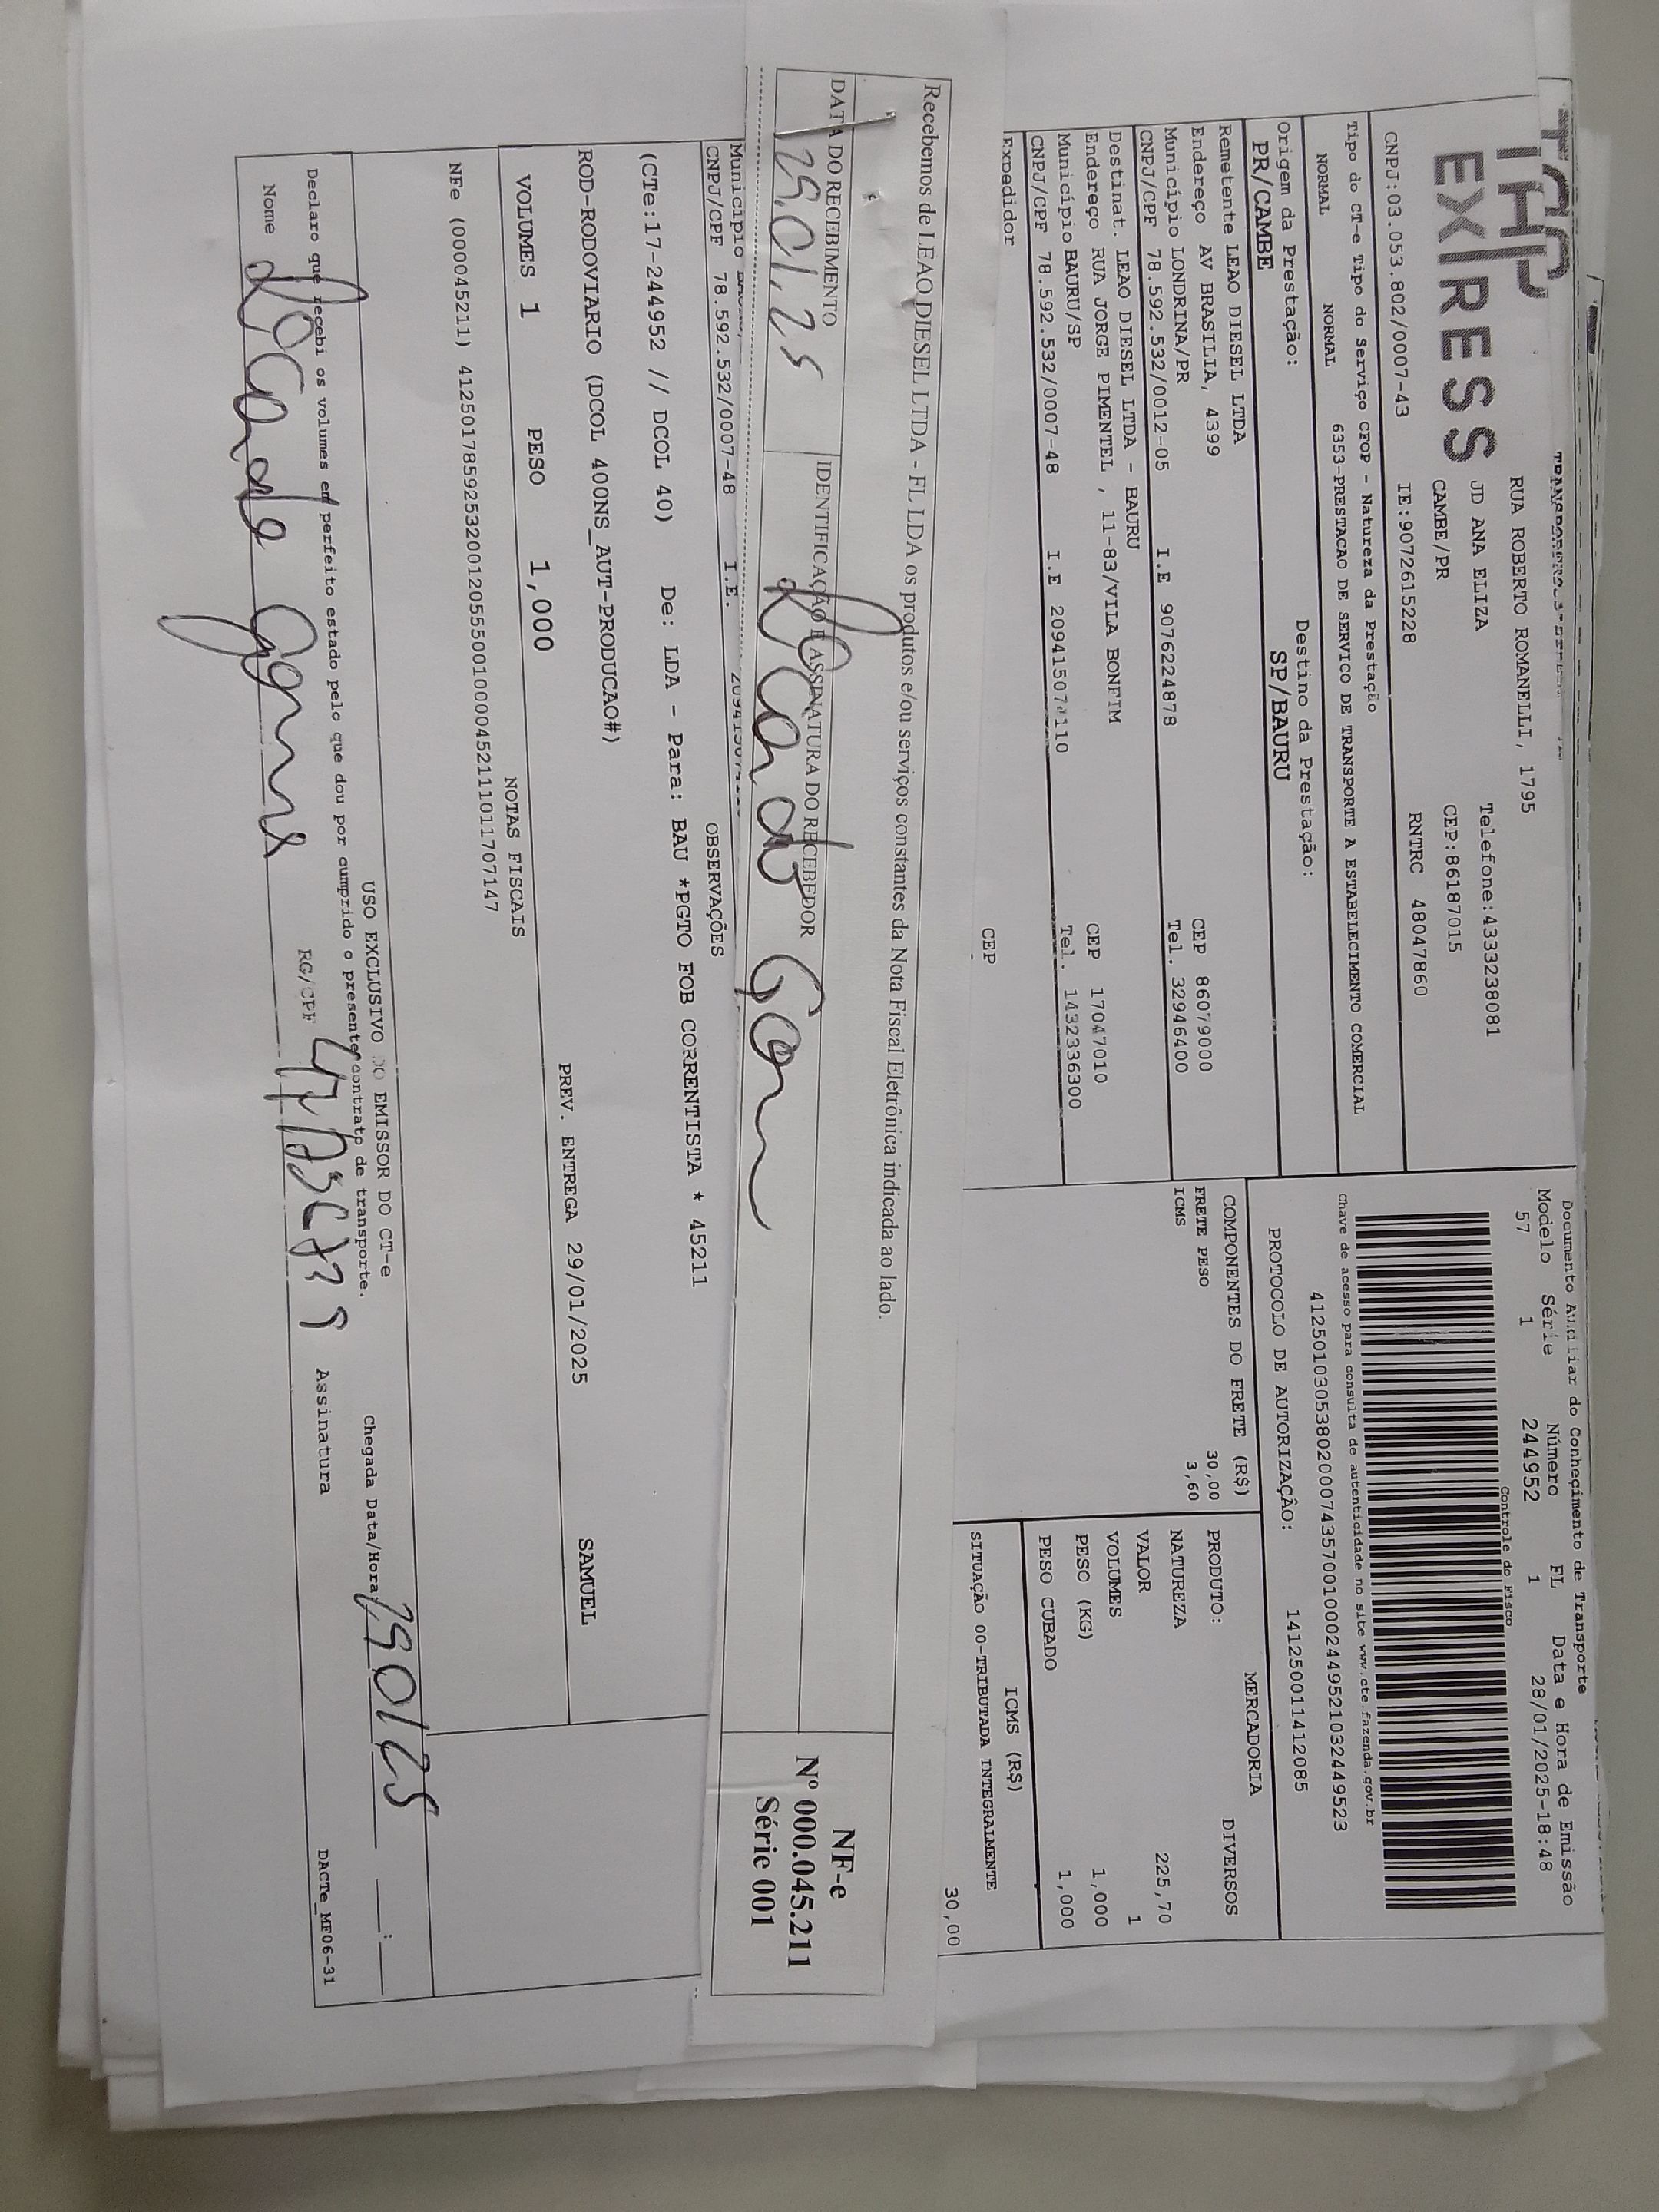 THP
EXPRESS
RUA ROBERTO ROMANELLI, 1795
JD ANA ELIZA
CAMBE/PR
Telefone:4333238081
CEP:86187015
CNPJ:03.053.802/0007-43 IE:9072615228 RNTRC 48047860
Tipo do CT-e Tipo do Serviço CFOP - Natureza da Prestação
NORMAL NORMAL 6353-PRESTACAO DE SERVICO DE TRANSPORTE A ESTABELECIMENTO COMERCIAL
Origem da Prestação: Destino da Prestação:
PR/CAMBE SP/BAURU
Remetente LEAO DIESEL LTDA
Endereço AV BRASILIA, 4399 CEP 86079000
Município LONDRINA/PR Tel. 32946400
CNPJ/CPF 78.592.532/0012-05 I.E 9076224878
Destinat. LEAO DIESEL LTDA - BAURU
Endereço RUA JORGE PIMENTEL , 11-83/VILA BONFIM CEP 17047010
Município BAURU/SP Tel. 1432336300
CNPJ/CPF 78.592.532/0007-48 I.E 209415071110
Expedidor
CEP
Documento Auxiliar do Conhecimento de Transporte
Modelo Série Número FL Data e Hora de Emissão
57 1 244952 1 28/01/2025-18:48
Controle do Fisco
Chave de acesso para consulta de autenticidade no site www.cte.fazenda.gov.br
41250103053802000743570010002449521032449523
PROTOCOLO DE AUTORIZAÇÃO: 141250011412085
COMPONENTES DO FRETE (R$)
FRETE PESO 30,00
ICMS 3,60
MERCADORIA
PRODUTO: DIVERSOS
NATUREZA
VALOR 225,70
VOLUMES 1
PESO (KG) 1,000
PESO CUBADO 1,000
ICMS (R$)
SITUAÇÃO 00-TRIBUTADA INTEGRALMENTE
30,00
Recebemos de LEAO DIESEL LTDA - FL LDA os produtos e/ou serviços constantes da Nota Fiscal Eletrônica indicada ao lado.
DATA DO RECEBIMENTO IDENTIFICAÇÃO E ASSINATURA DO RECEBEDOR
29.01.25
NF-e
Nº 000.045.211
Série 001
Município
CNPJ/CPF 78.592.532/0007-48 I.E.
OBSERVAÇÕES
(CTe:17-244952 // DCOL 40) De: LDA - Para: BAU *PGTO FOB CORRENTISTA * 45211
ROD-RODOVIARIO (DCOL 400NS_AUT-PRODUCAO#)
VOLUMES 1 PESO 1,000 PREV. ENTREGA 29/01/2025 SAMUEL
NOTAS FISCAIS
NFe (000045211) 41250178592532001205550010000452111011707147
USO EXCLUSIVO DO EMISSOR DO CT-e
Declaro que recebi os volumes em perfeito estado pelo que dou por cumprido o presente contrato de transporte.
Chegada Data/Hora 290125 :
Nome RG/CPF Assinatura
DACTe_MF06-31